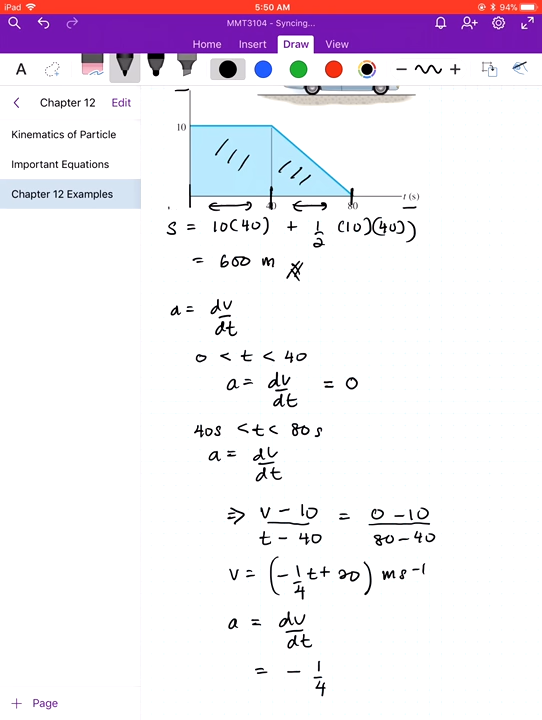 iPad 5:50 AM 94%
MMT3104 - Syncing...
Home Insert Draw View
A
Chapter 12 Edit
Kinematics of Particle
Important Equations
Chapter 12 Examples
10
40 80 t (s)
s = 10(40) + 1/2 (10)(40))
= 600 m
a = dv/dt
0 < t < 40
a = dv/dt = 0
40s < t < 80s
a = dv/dt
⇒ v - 10 / t - 40 = 0 - 10 / 80 - 40
v = (-1/4 t + 20) ms⁻¹
a = dv/dt
= - 1/4
+ Page